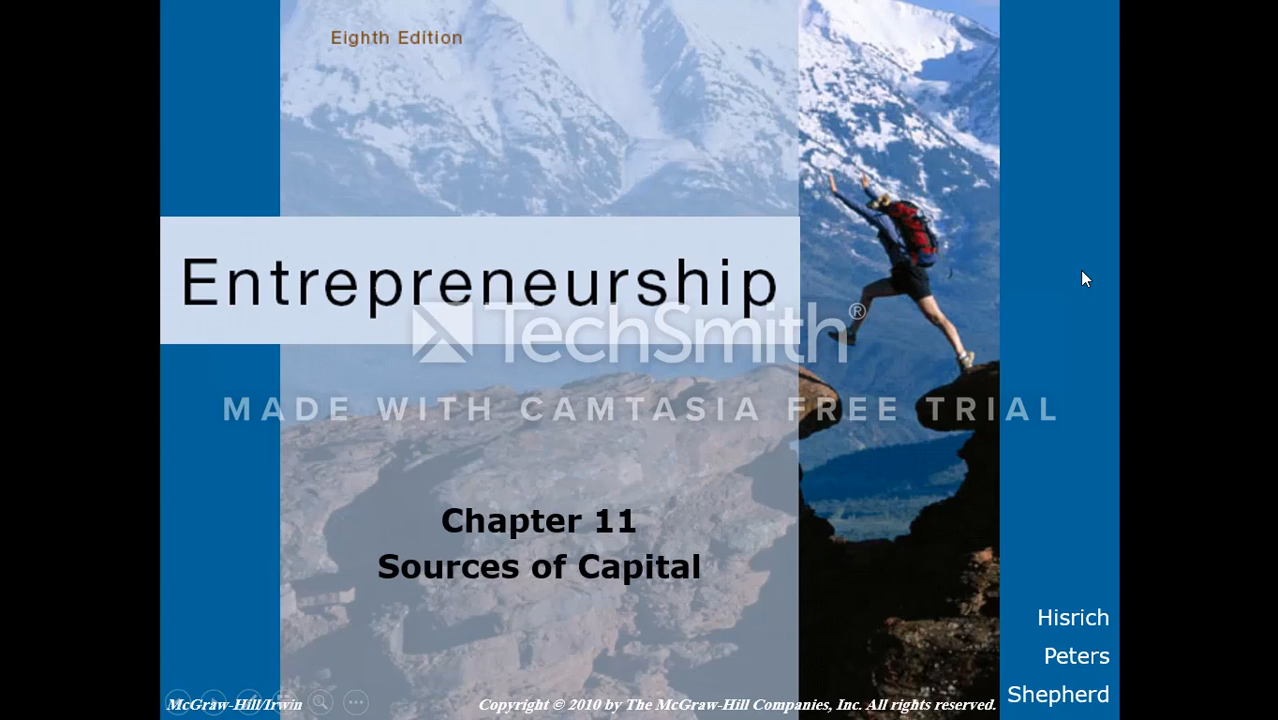 Eighth Edition
Entrepreneurship
TechSmith®
MADE WITH CAMTASIA FREE TRIAL
Chapter 11
Sources of Capital
Hisrich
Peters
Shepherd
McGraw-Hill/Irwin
Copyright © 2010 by The McGraw-Hill Companies, Inc. All rights reserved.